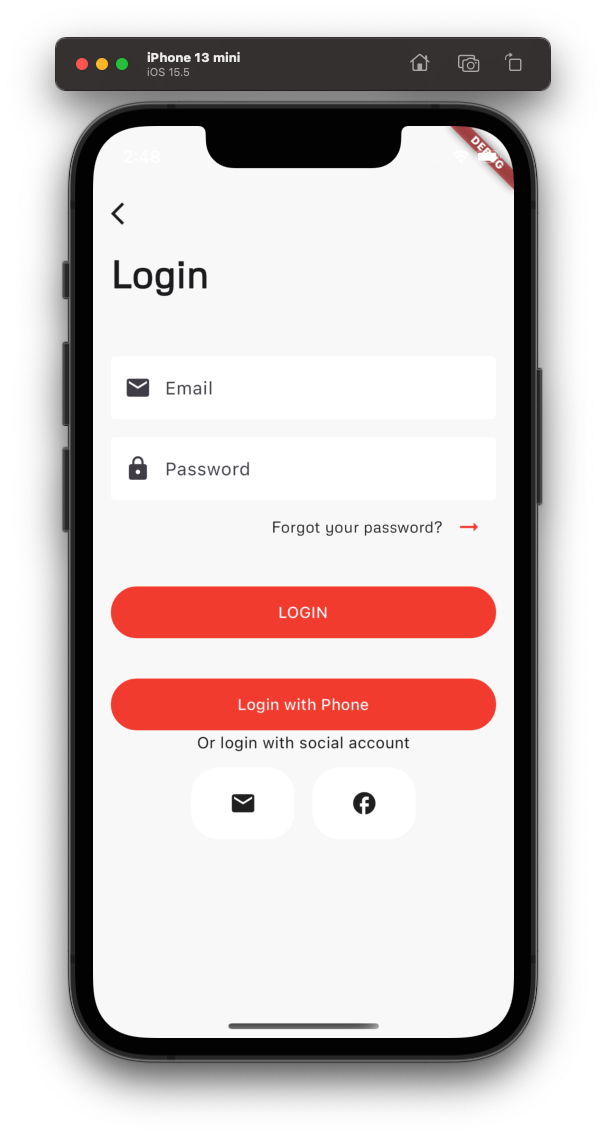 iPhone 13 mini
iOS 15.5
2:48
DEBUG
Login
Email
Password
Forgot your password?
LOGIN
Login with Phone
Or login with social account